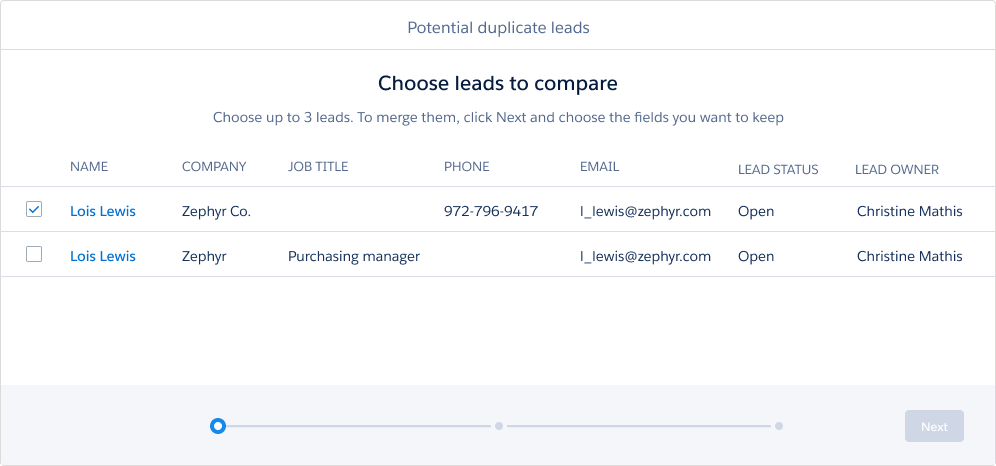 Potential duplicate leads
Choose leads to compare
Choose up to 3 leads. To merge them, click Next and choose the fields you want to keep
NAME COMPANY JOB TITLE PHONE EMAIL LEAD STATUS LEAD OWNER
Lois Lewis Zephyr Co. 972-796-9417 l_lewis@zephyr.com Open Christine Mathis
Lois Lewis Zephyr Purchasing manager l_lewis@zephyr.com Open Christine Mathis
Next